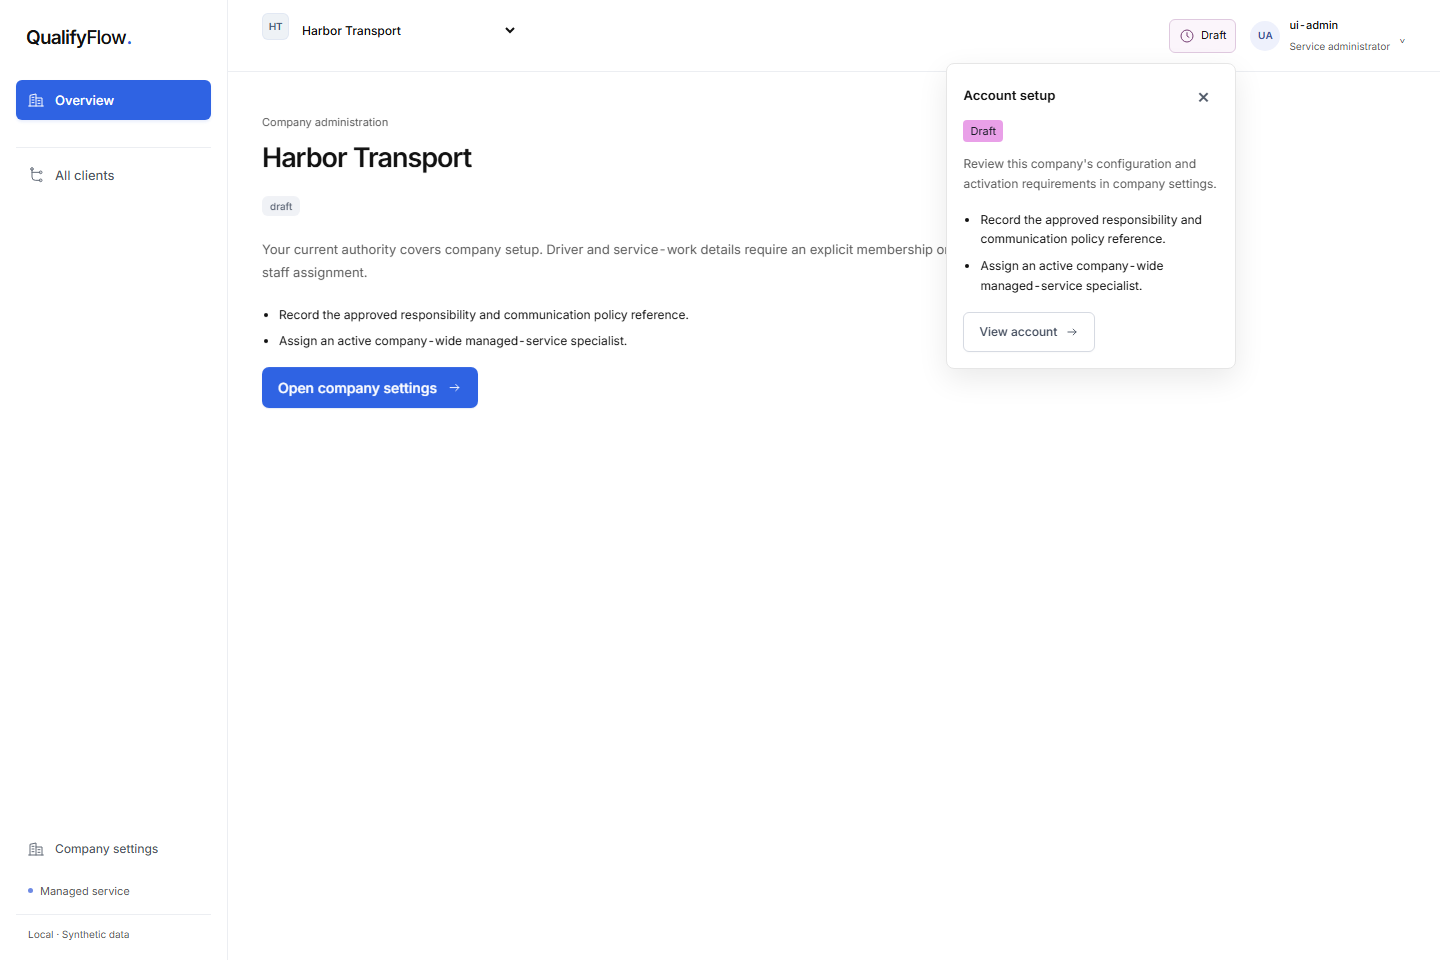 QualifyFlow.
HT
Harbor Transport
Draft
UA
ui-admin
Service administrator
Overview
All clients
Company administration
Harbor Transport
draft
Your current authority covers company setup. Driver and service-work details require an explicit membership or
staff assignment.
• Record the approved responsibility and communication policy reference.
• Assign an active company-wide managed-service specialist.
Open company settings →
Account setup
×
Draft
Review this company's configuration and
activation requirements in company settings.
• Record the approved responsibility and
communication policy reference.
• Assign an active company-wide
managed-service specialist.
View account →
Company settings
Managed service
Local · Synthetic data